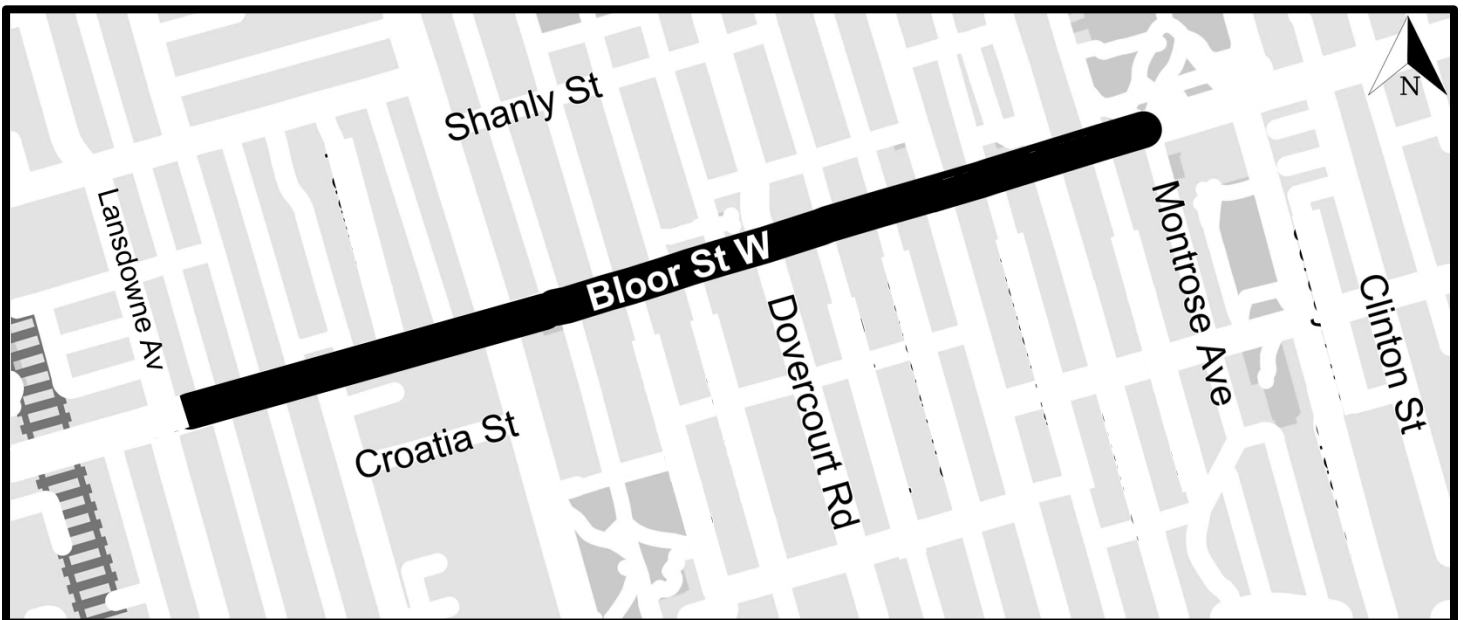 Shanly St
N
Lansdowne Av
Bloor St W
Montrose Ave
Dovercourt Rd
Clinton St
Croatia St